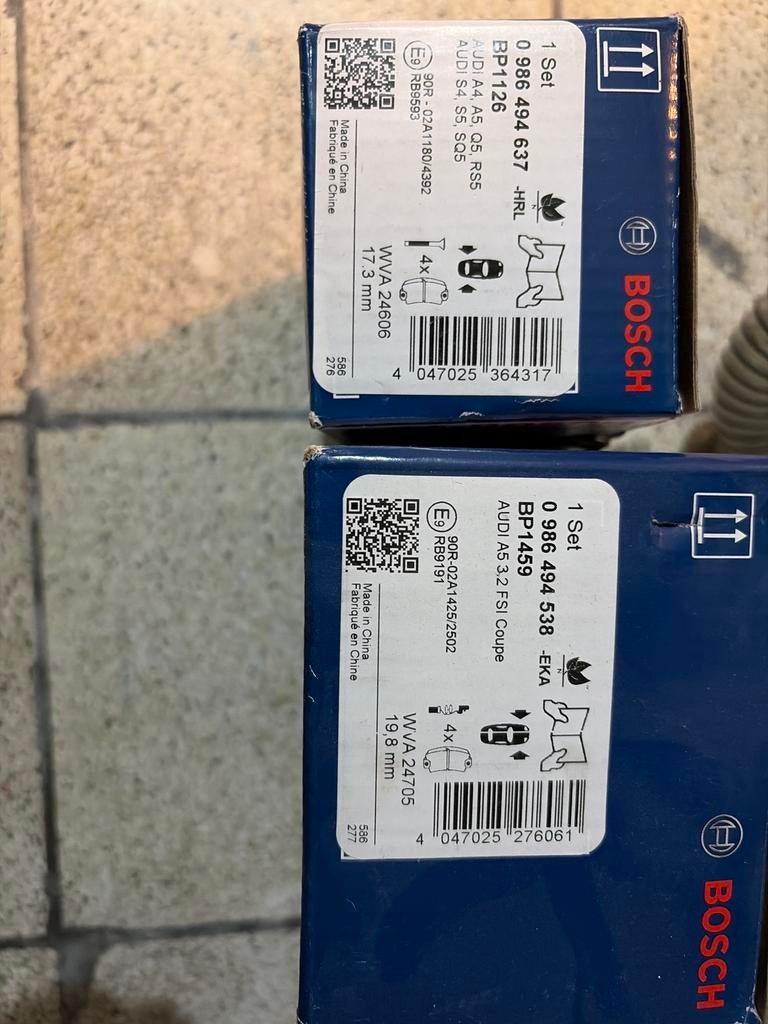 BOSCH
1 Set
0 986 494 637 -HRL
BP1126
AUDI A4, A5, Q5, RS5
AUDI S4, S5, SQ5
E9 90R - 02A1180/4392
RB9593
Made in China
Fabriqué en Chine
4x
WVA 24606
17.3 mm
4 047025 364317
586
276
BOSCH
1 Set
0 986 494 538 -EKA
BP1459
AUDI A5 3.2 FSI Coupe
E9 90R-02A1425/2502
RB9191
Made in China
Fabriqué en Chine
4x
WVA 24705
19,8 mm
4 047025 276061
586
277